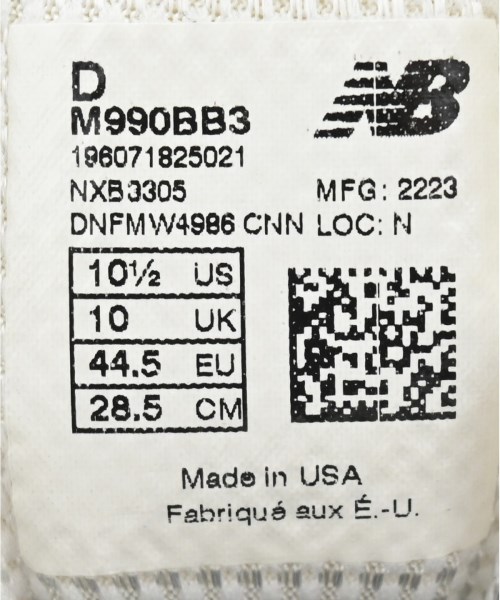 D
NB
M990BB3
196071825021
NXB3305 MFG: 2223
DNFMW4986 CNN LOC: N
10½ US
10 UK
44.5 EU
28.5 CM
Made in USA
Fabriqué aux É.-U.